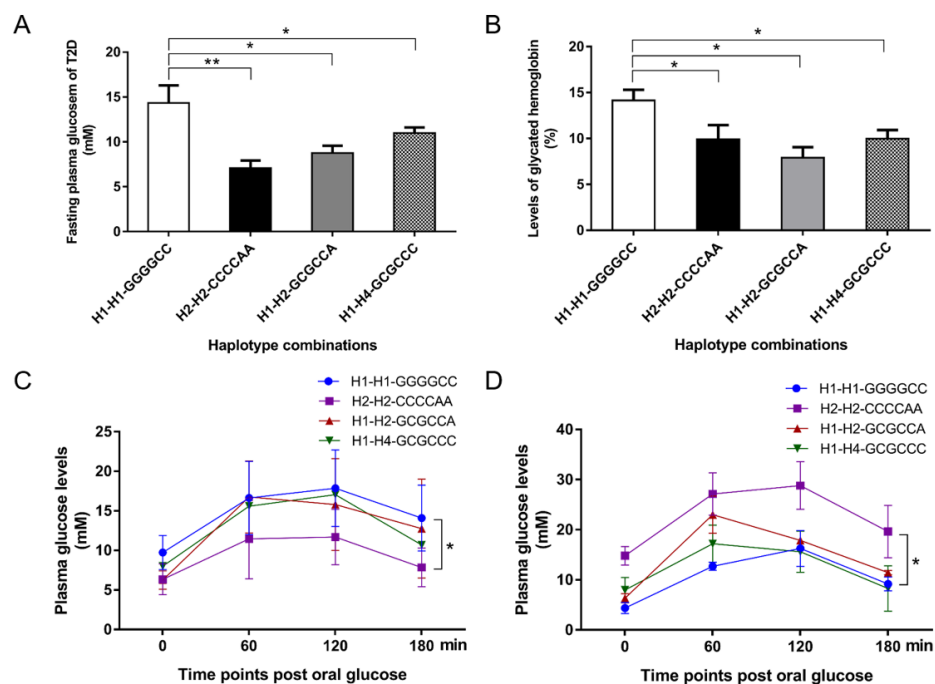 A
Fasting plasma glucosem of T2D
(mM)
20
15
10
5
0
*
*
**
H1-H1-GGGGCC
H2-H2-CCCCAA
H1-H2-GCGCCA
H1-H4-GCGCCC
Haplotype combinations
B
Levels of glycated hemoglobin
(%)
20
15
10
5
0
*
*
*
H1-H1-GGGGCC
H2-H2-CCCCAA
H1-H2-GCGCCA
H1-H4-GCGCCC
Haplotype combinations
C
H1-H1-GGGGCC
H2-H2-CCCCAA
H1-H2-GCGCCA
H1-H4-GCGCCC
Plasma glucose levels
(mM)
25
20
15
10
5
0
*
0 60 120 180 min
Time points post oral glucose
D
H1-H1-GGGGCC
H2-H2-CCCCAA
H1-H2-GCGCCA
H1-H4-GCGCCC
Plasma glucose levels
(mM)
40
30
20
10
0
*
0 60 120 180 min
Time points post oral glucose